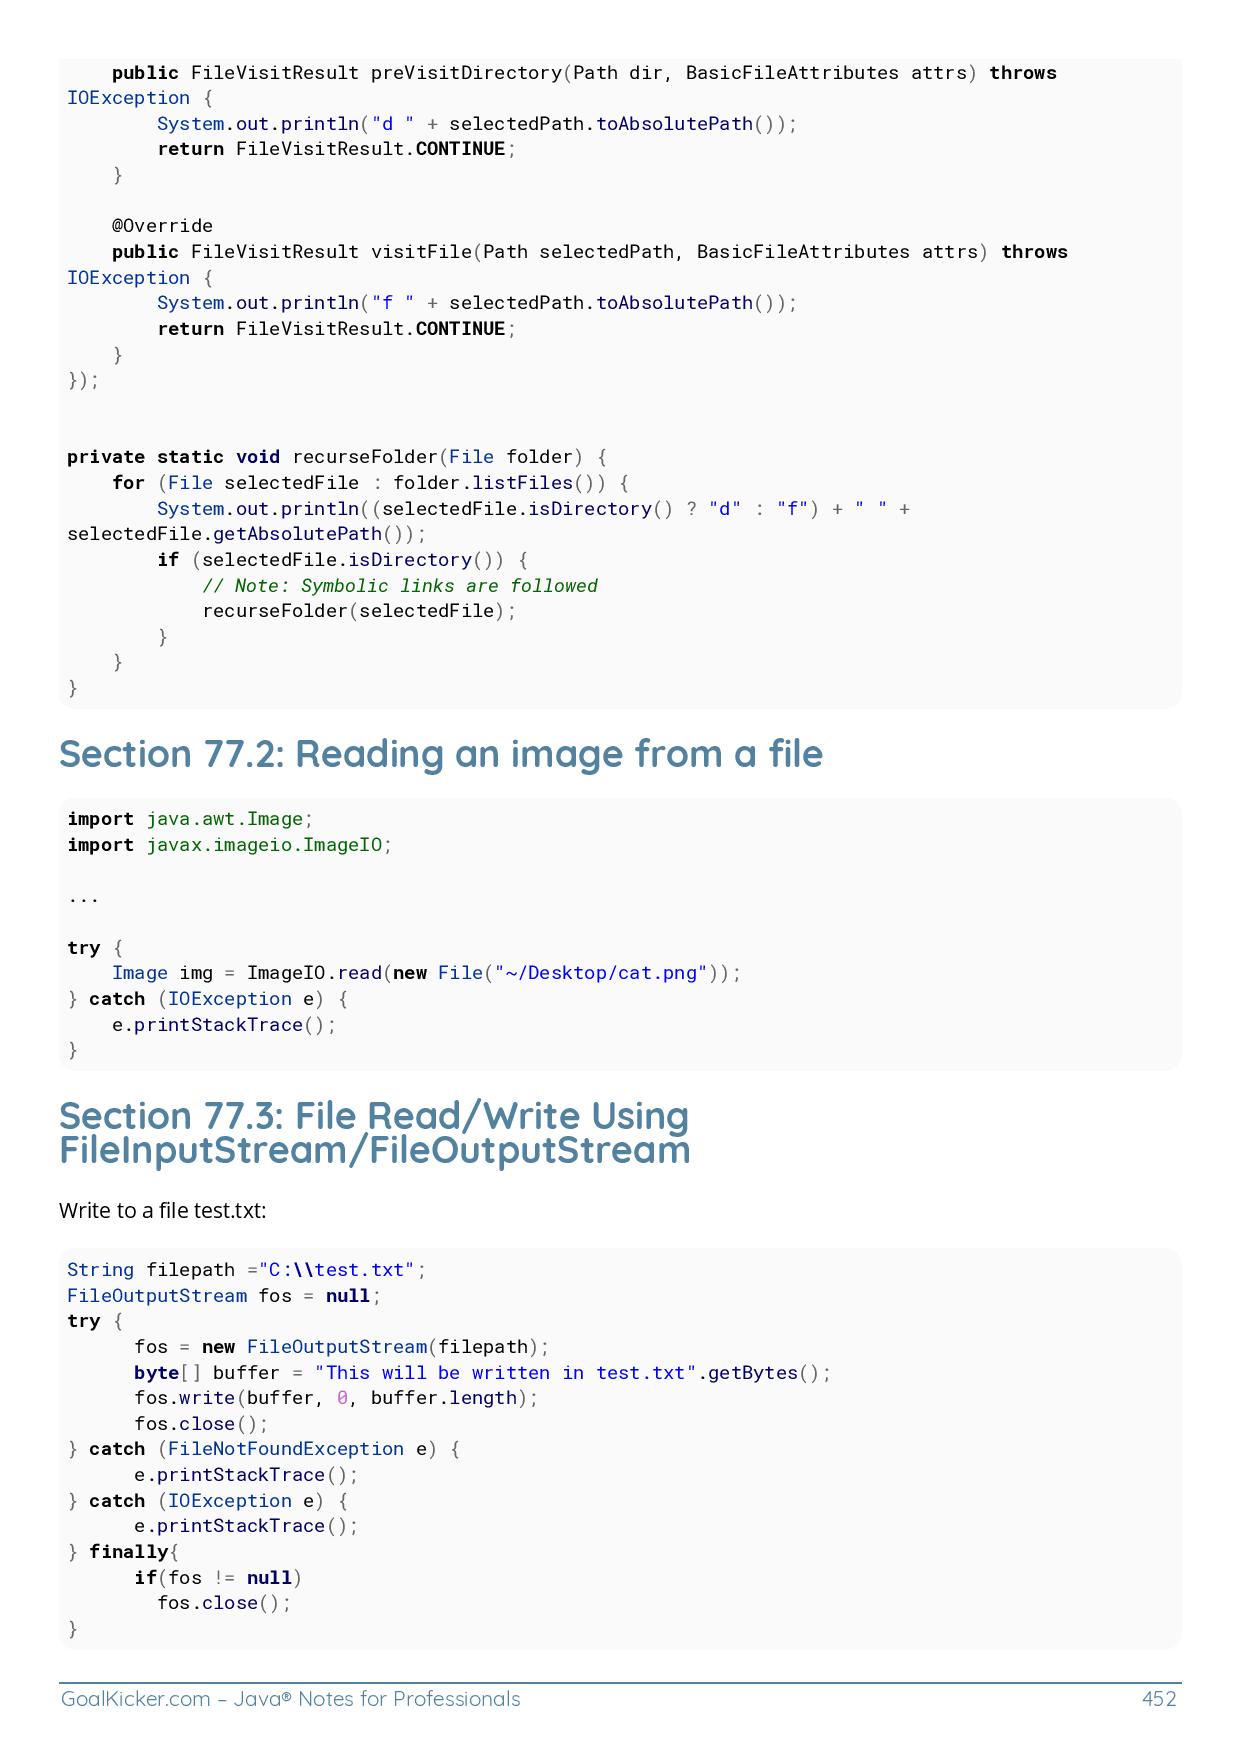 public FileVisitResult preVisitDirectory(Path dir, BasicFileAttributes attrs) throws
IOException {
        System.out.println("d " + selectedPath.toAbsolutePath());
        return FileVisitResult.CONTINUE;
    }

    @Override
    public FileVisitResult visitFile(Path selectedPath, BasicFileAttributes attrs) throws
IOException {
        System.out.println("f " + selectedPath.toAbsolutePath());
        return FileVisitResult.CONTINUE;
    }
});


private static void recurseFolder(File folder) {
    for (File selectedFile : folder.listFiles()) {
        System.out.println((selectedFile.isDirectory() ? "d" : "f") + " " +
selectedFile.getAbsolutePath());
        if (selectedFile.isDirectory()) {
            // Note: Symbolic links are followed
            recurseFolder(selectedFile);
        }
    }
}
Section 77.2: Reading an image from a file
import java.awt.Image;
import javax.imageio.ImageIO;

...

try {
    Image img = ImageIO.read(new File("~/Desktop/cat.png"));
} catch (IOException e) {
    e.printStackTrace();
}
Section 77.3: File Read/Write Using
FileInputStream/FileOutputStream
Write to a file test.txt:
String filepath ="C:\\test.txt";
FileOutputStream fos = null;
try {
      fos = new FileOutputStream(filepath);
      byte[] buffer = "This will be written in test.txt".getBytes();
      fos.write(buffer, 0, buffer.length);
      fos.close();
} catch (FileNotFoundException e) {
      e.printStackTrace();
} catch (IOException e) {
      e.printStackTrace();
} finally{
      if(fos != null)
        fos.close();
}
GoalKicker.com – Java® Notes for Professionals
452